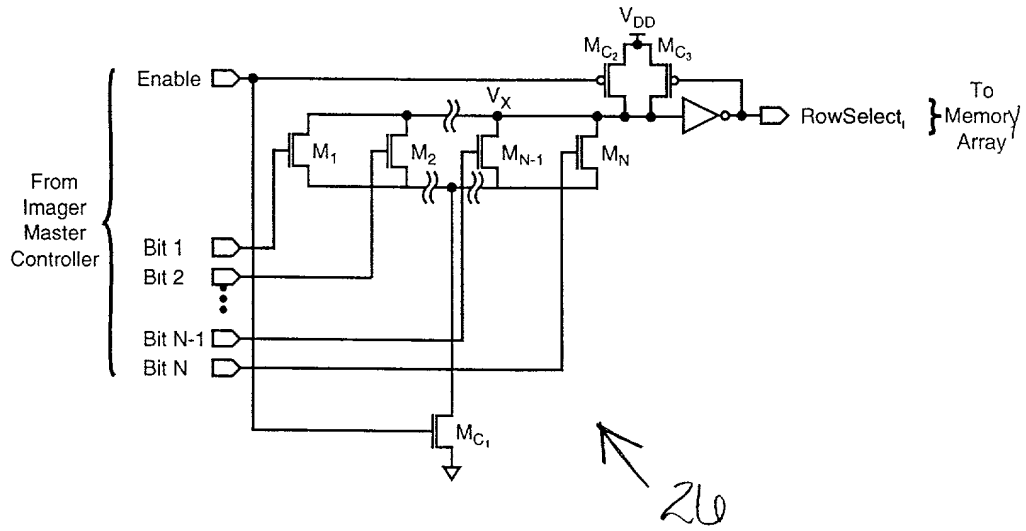 V_DD
M_C2
M_C3
Enable
V_X
RowSelect_i
To
Memory
Array
M_1
M_2
M_N-1
M_N
From
Imager
Master
Controller
Bit 1
Bit 2
Bit N-1
Bit N
M_C1
26